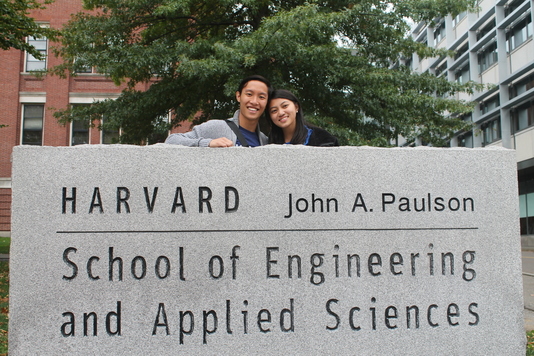 HARVARD John A. Paulson
School of Engineering
and Applied Sciences